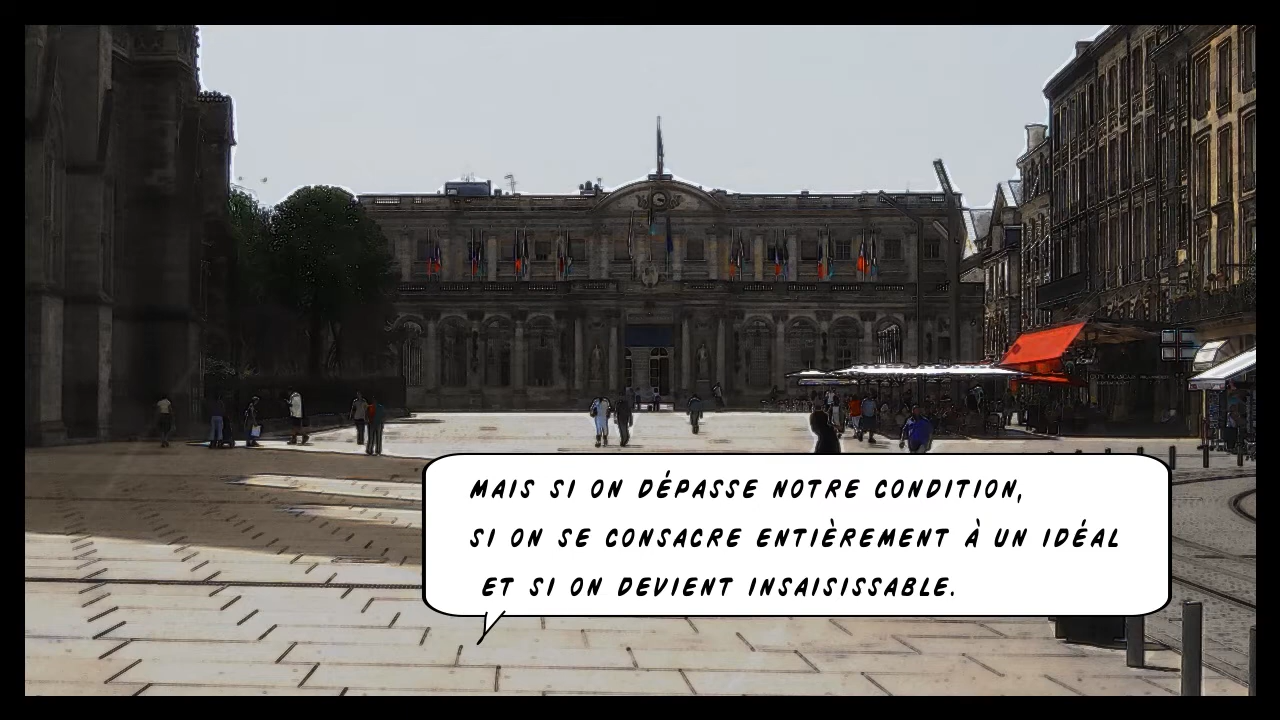 MAIS SI ON DÉPASSE NOTRE CONDITION,
SI ON SE CONSACRE ENTIÈREMENT À UN IDÉAL
ET SI ON DEVIENT INSAISISSABLE.